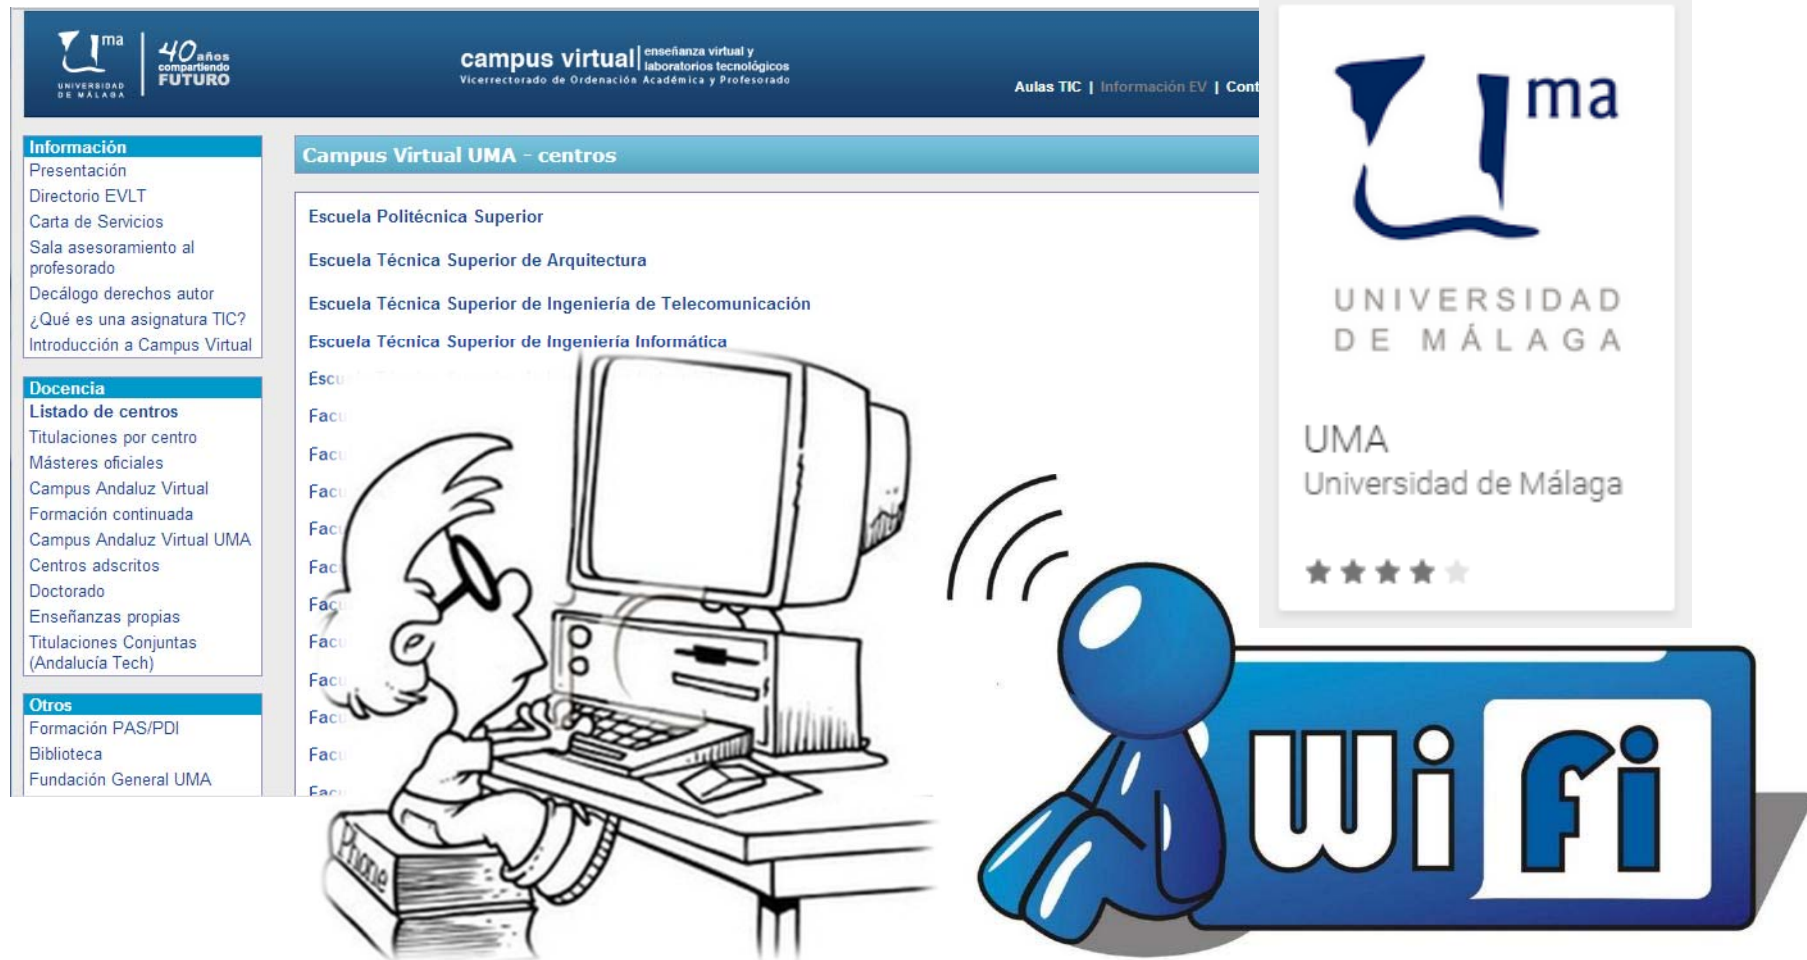 uma
UNIVERSIDAD
DE MÁLAGA
40 años
compartiendo
FUTURO
campus virtual
enseñanza virtual y
laboratorios tecnológicos
Vicerrectorado de Ordenación Académica y Profesorado
Aulas TIC | Información EV |
Información
Presentación
Directorio EVLT
Carta de Servicios
Sala asesoramiento al
profesorado
Decálogo derechos autor
¿Qué es una asignatura TIC?
Introducción a Campus Virtual
Docencia
Listado de centros
Titulaciones por centro
Másteres oficiales
Campus Andaluz Virtual
Formación continuada
Campus Andaluz Virtual UMA
Centros adscritos
Doctorado
Enseñanzas propias
Titulaciones Conjuntas
(Andalucía Tech)
Otros
Formación PAS/PDI
Biblioteca
Fundación General UMA
Campus Virtual UMA - centros
Escuela Politécnica Superior
Escuela Técnica Superior de Arquitectura
Escuela Técnica Superior de Ingeniería de Telecomunicación
Escuela Técnica Superior de Ingeniería Informática
Phone
uma
UNIVERSIDAD
DE MÁLAGA
UMA
Universidad de Málaga
Wifi